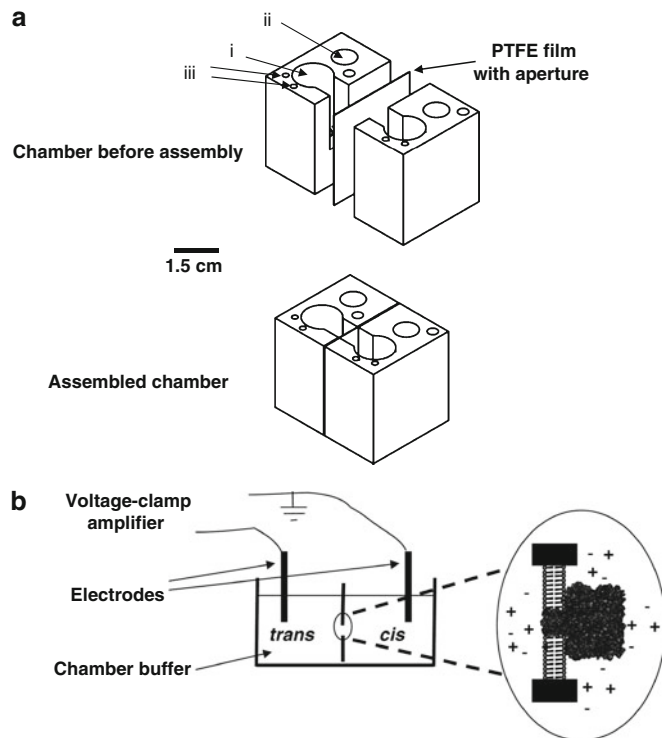 a
ii
i
iii
PTFE film
with aperture
Chamber before assembly
1.5 cm
Assembled chamber
b
Voltage-clamp
amplifier
Electrodes
trans
cis
Chamber buffer